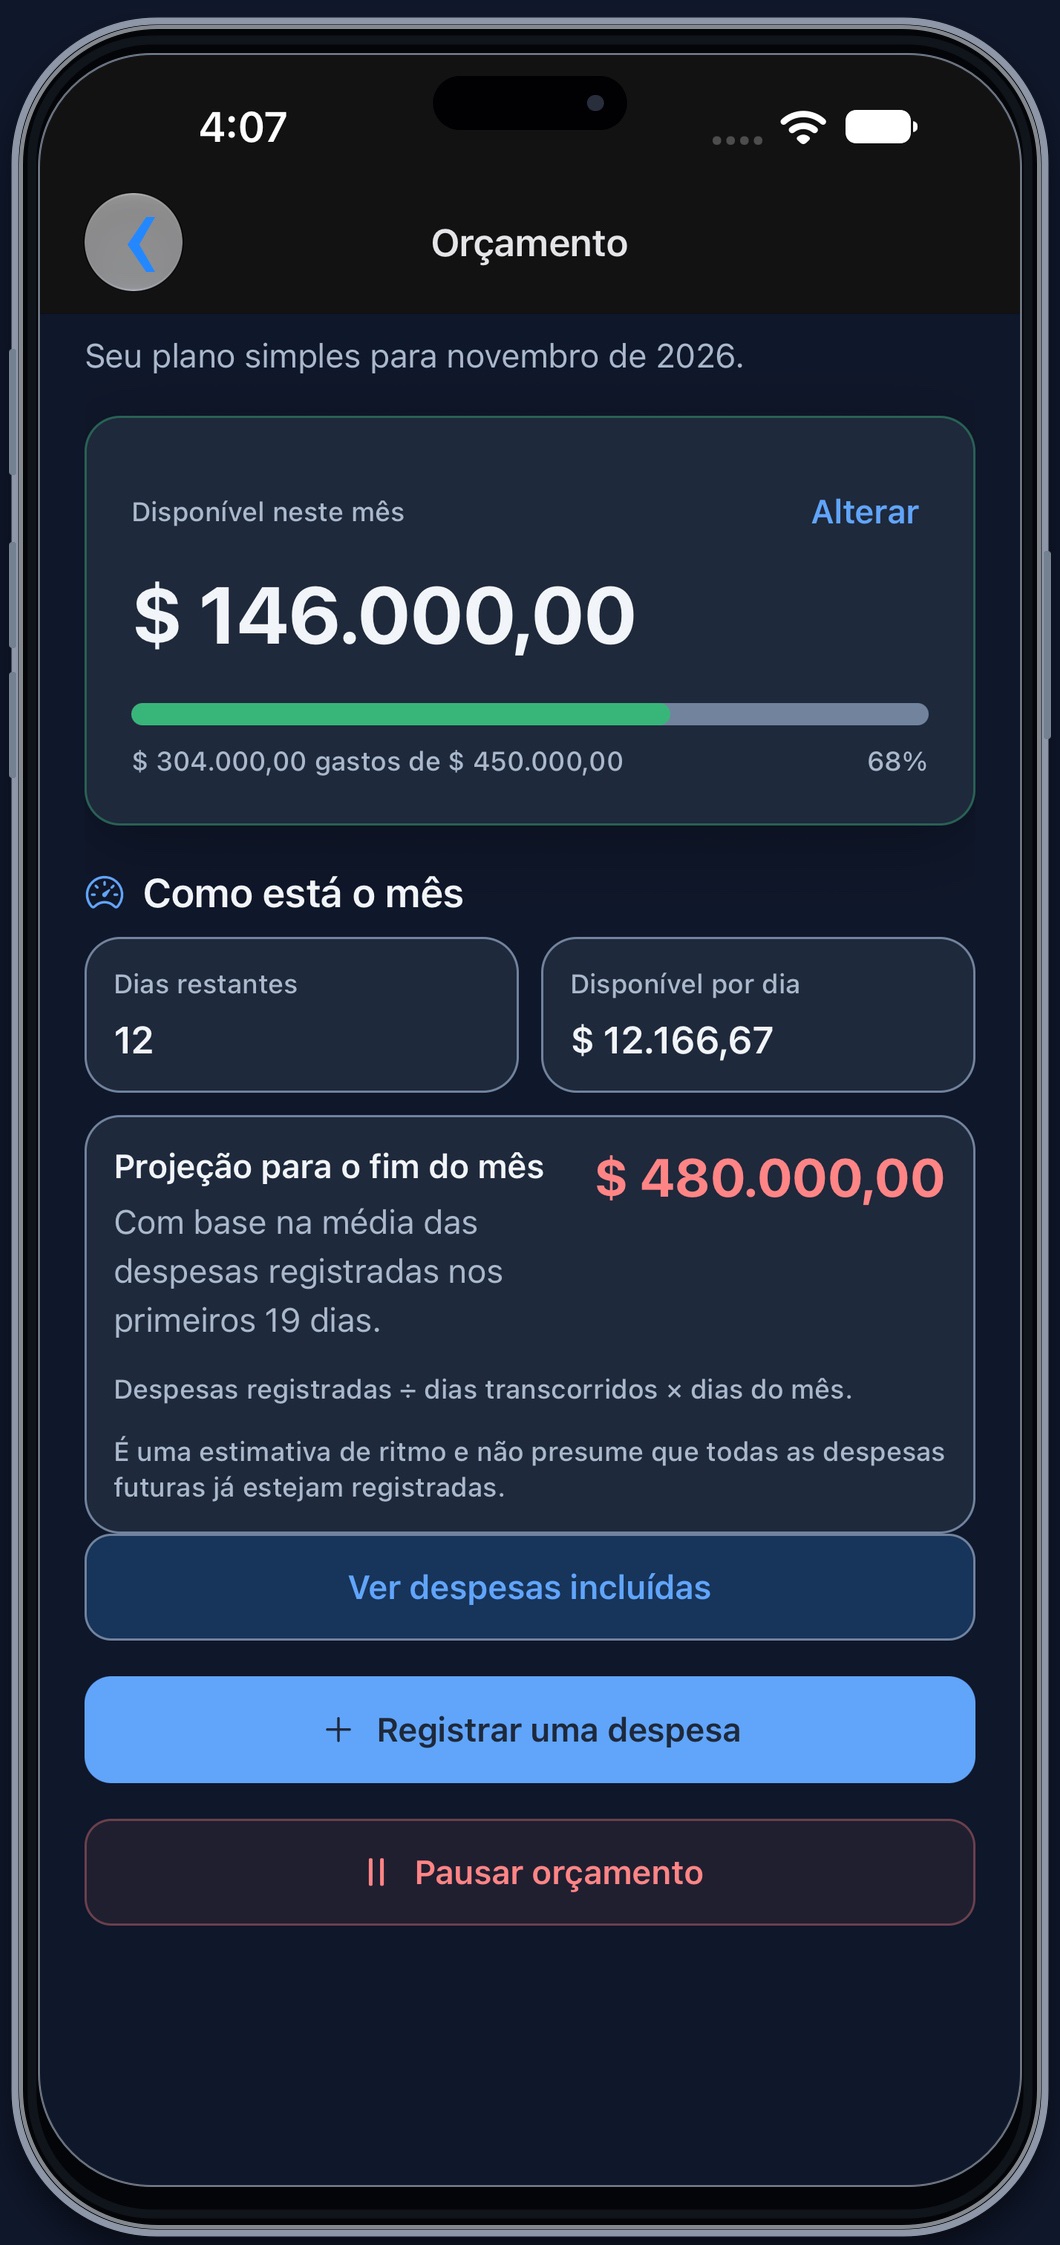 4:07
Orçamento
Seu plano simples para novembro de 2026.
Disponível neste mês
Alterar
$ 146.000,00
$ 304.000,00 gastos de $ 450.000,00
68%
Como está o mês
Dias restantes
12
Disponível por dia
$ 12.166,67
Projeção para o fim do mês
$ 480.000,00
Com base na média das
despesas registradas nos
primeiros 19 dias.
Despesas registradas ÷ dias transcorridos × dias do mês.
É uma estimativa de ritmo e não presume que todas as despesas
futuras já estejam registradas.
Ver despesas incluídas
Registrar uma despesa
Pausar orçamento